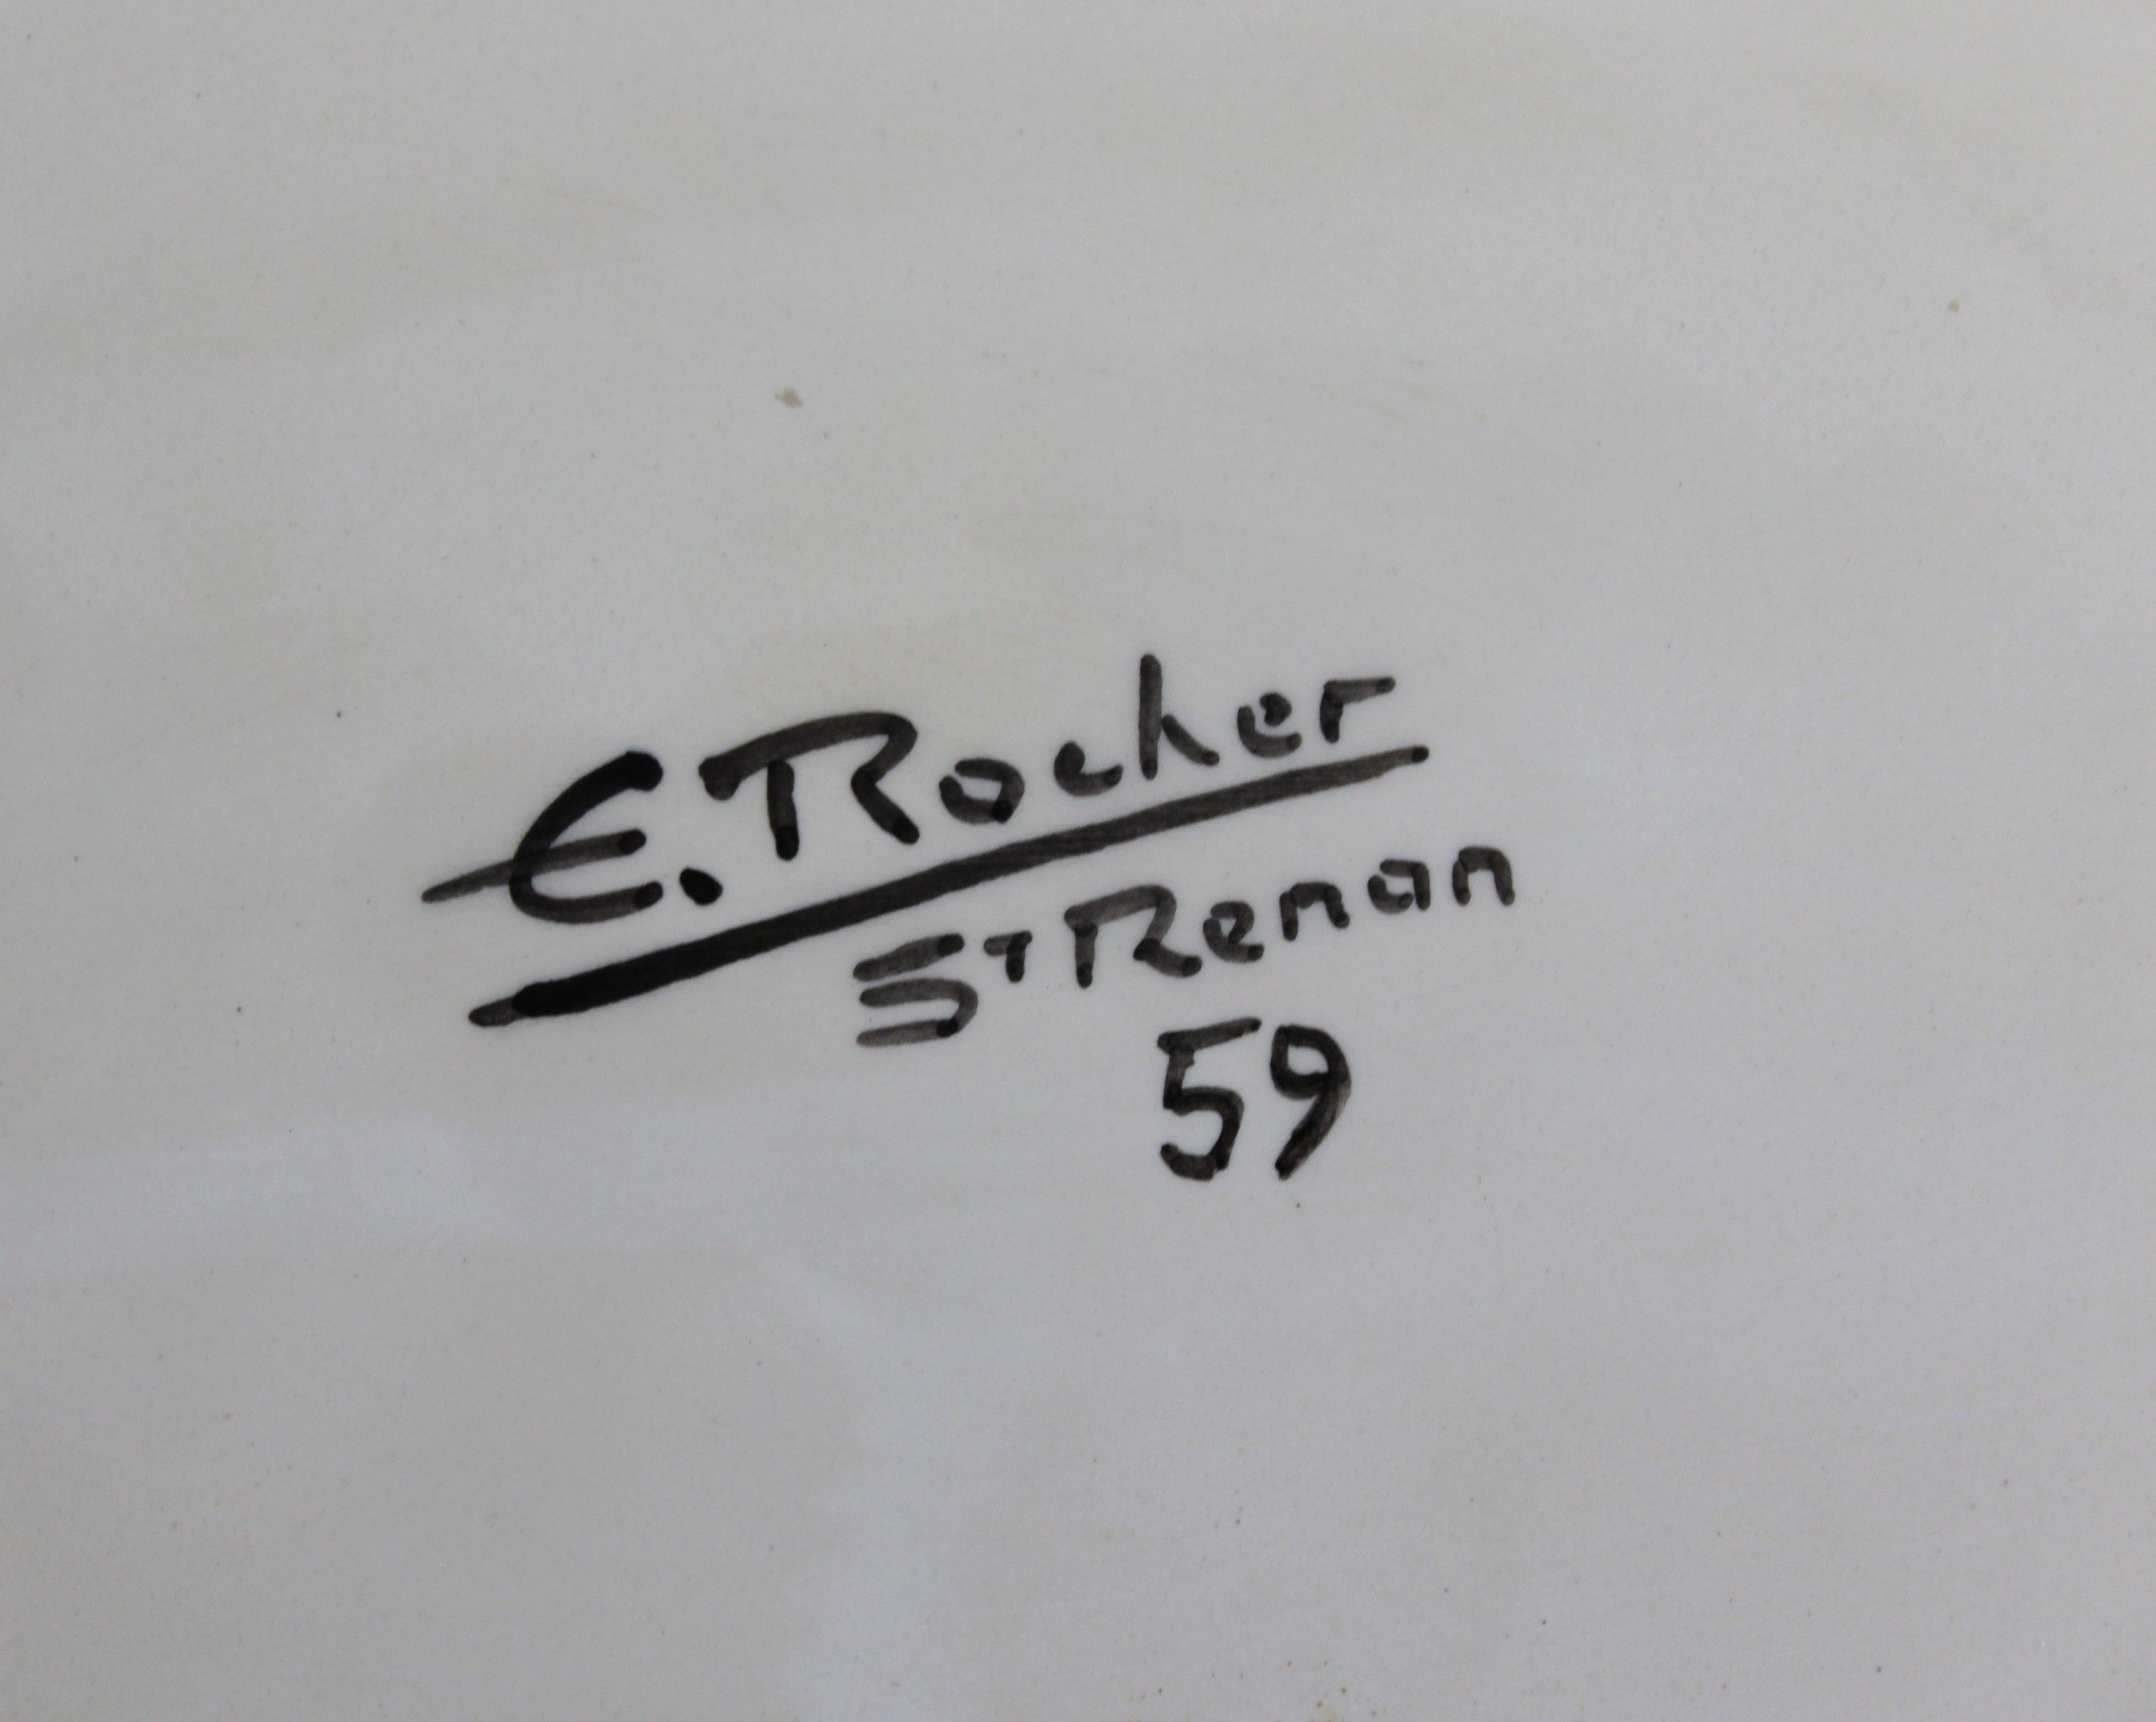 E. Rocher
St Renan
59